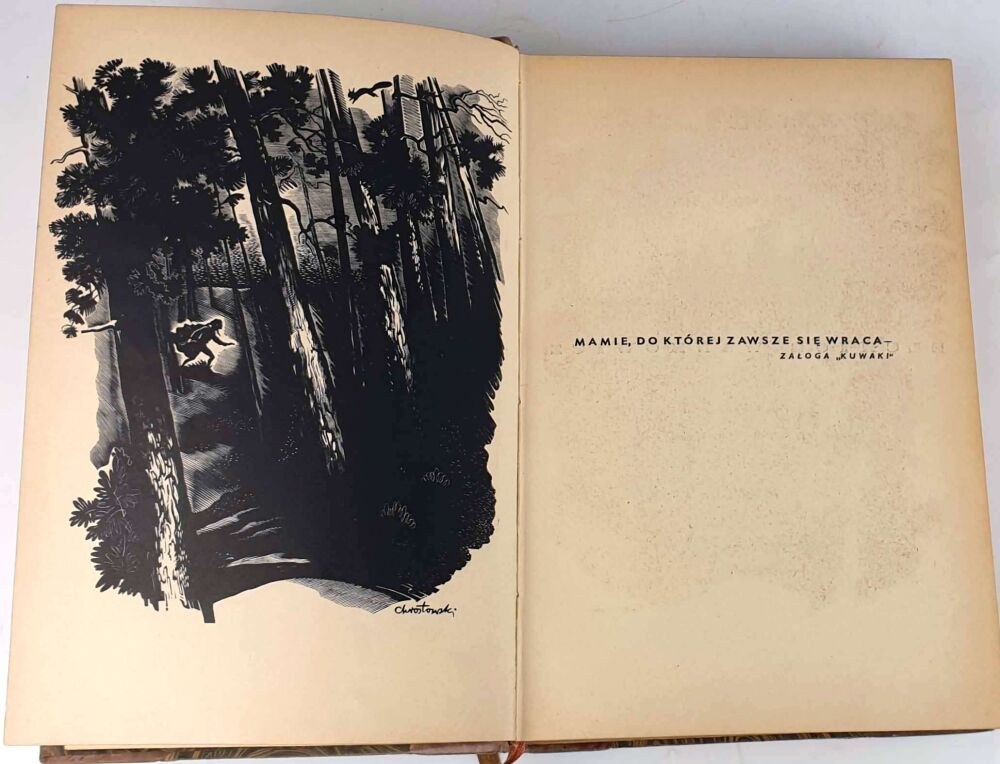 Chrostowski
MAMIE, DO KTÓREJ ZAWSZE SIĘ WRACA—
ZAŁOGA „KUWAKI“